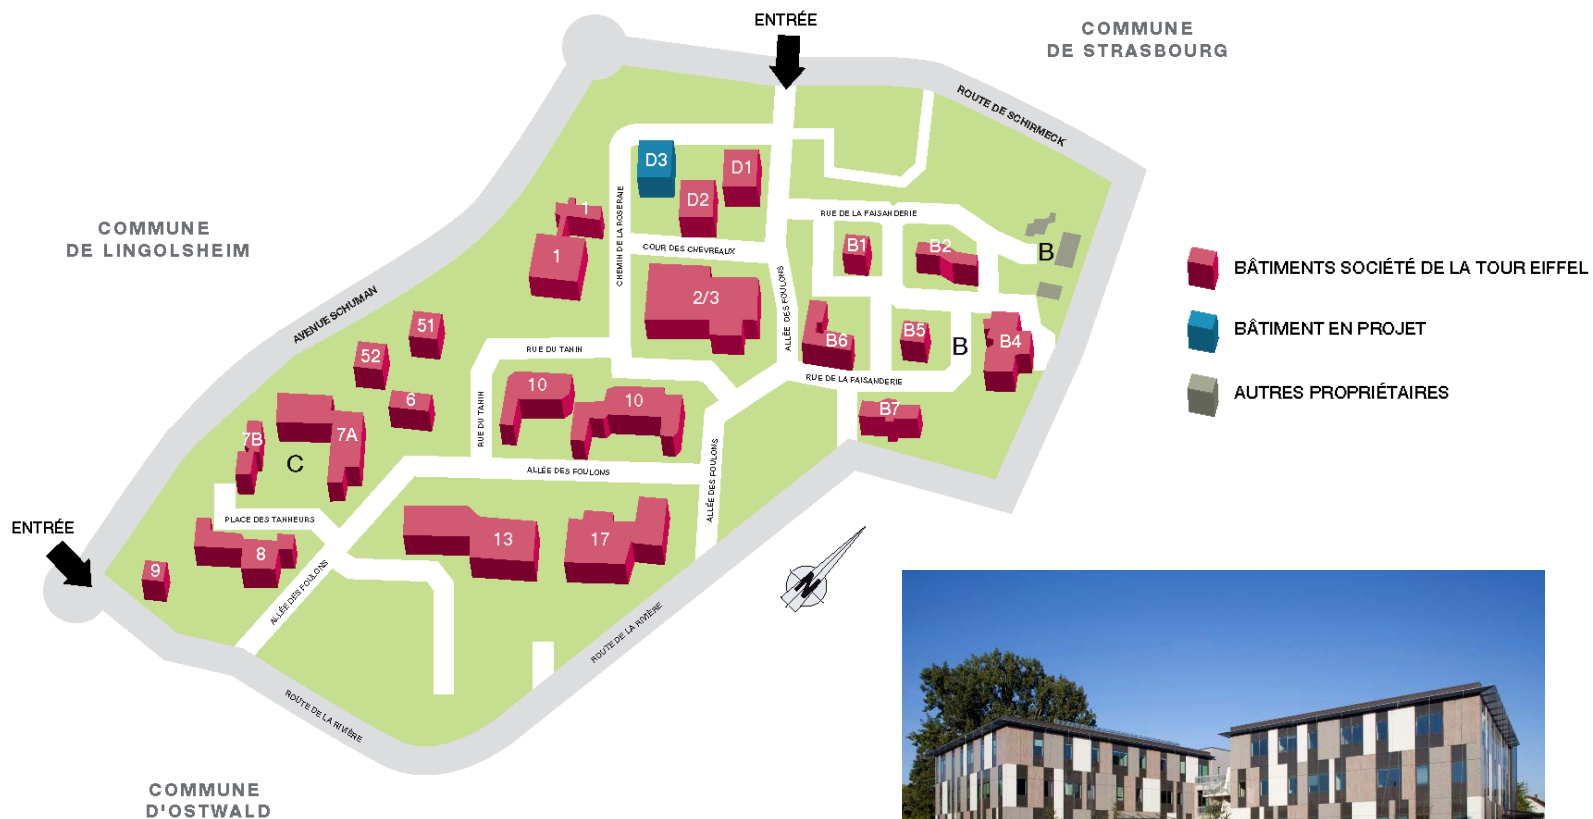 ENTRÉE
COMMUNE
DE STRASBOURG
ROUTE DE SCHIRMECK
D3
D1
D2
1
1
CHEMIN DE LA ROSERAIE
COUR DES CHEVREAUX
RUE DE LA FAISANDERIE
B1
B2
B
COMMUNE
DE LINGOLSHEIM
BÂTIMENTS SOCIÉTÉ DE LA TOUR EIFFEL
BÂTIMENT EN PROJET
AUTRES PROPRIÉTAIRES
AVENUE SCHUMAN
2/3
ALLÉE DES FOULONS
51
52
6
B6
B5
B
B4
RUE DU TANIN
RUE DE LA FAISANDERIE
10
10
RUE DU TANIN
B7
7B
7A
C
ALLÉE DES FOULONS
ALLÉE DES FOULONS
ENTRÉE
PLACE DES TANNEURS
13
17
8
9
ALLÉE DES FOULONS
N
ROUTE DE LA RIVIÈRE
ROUTE DE LA RIVIÈRE
COMMUNE
D'OSTWALD